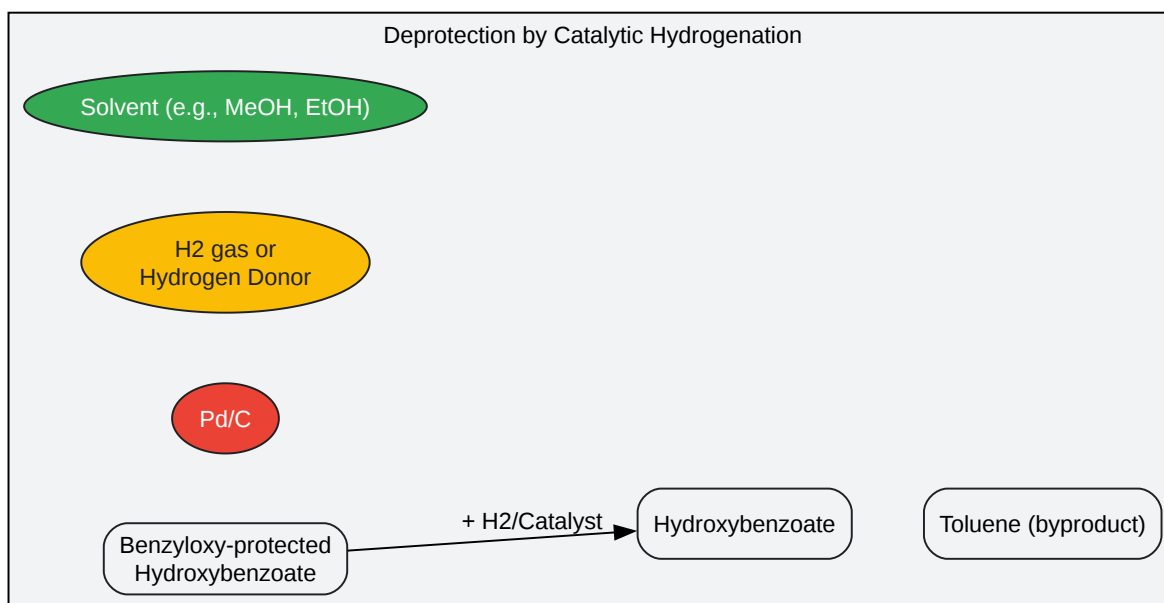 Deprotection by Catalytic Hydrogenation
Solvent (e.g., MeOH, EtOH)
H2 gas or
Hydrogen Donor
Pd/C
Benzyloxy-protected
Hydroxybenzoate
+ H2/Catalyst
Hydroxybenzoate
Toluene (byproduct)